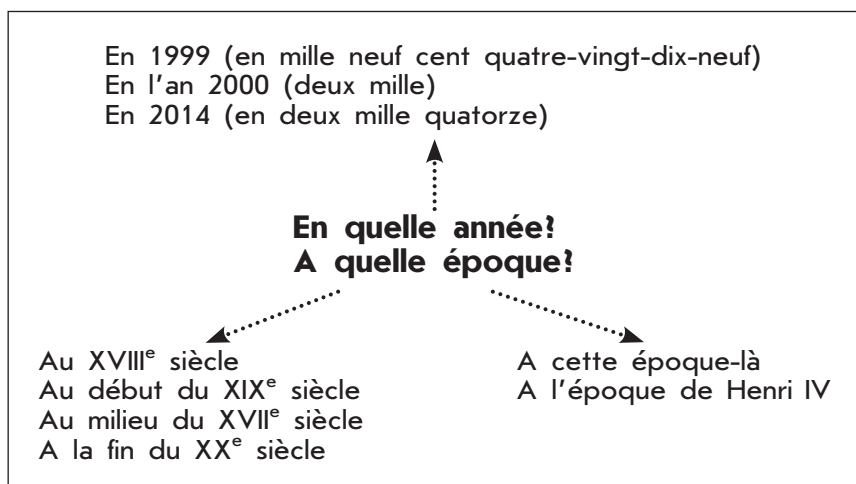 En 1999 (en mille neuf cent quatre-vingt-dix-neuf)
En l'an 2000 (deux mille)
En 2014 (en deux mille quatorze)
En quelle année?
A quelle époque?
Au XVIIIe siècle
Au début du XIXe siècle
Au milieu du XVIIe siècle
A la fin du XXe siècle
A cette époque-là
A l'époque de Henri IV